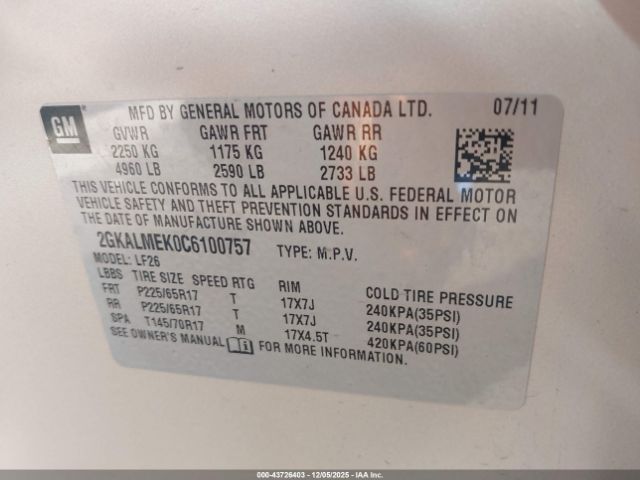 GM
MFD BY GENERAL MOTORS OF CANADA LTD. 07/11
GVWR GAWR FRT GAWR RR
2250 KG 1175 KG 1240 KG
4960 LB 2590 LB 2733 LB
THIS VEHICLE CONFORMS TO ALL APPLICABLE U.S. FEDERAL MOTOR
VEHICLE SAFETY AND THEFT PREVENTION STANDARDS IN EFFECT ON
THE DATE OF MANUFACTURE SHOWN ABOVE.
2GKALMEK0C6100757 TYPE: M.P.V.
MODEL: LF26
LBBS TIRE SIZE SPEED RTG RIM COLD TIRE PRESSURE
FRT P225/65R17 T 17X7J 240KPA(35PSI)
RR P225/65R17 T 17X7J 240KPA(35PSI)
SPA T145/70R17 M 17X4.5T 420KPA(60PSI)
SEE OWNER'S MANUAL i FOR MORE INFORMATION.
000-43726403 - 12/05/2025 - IAA Inc.